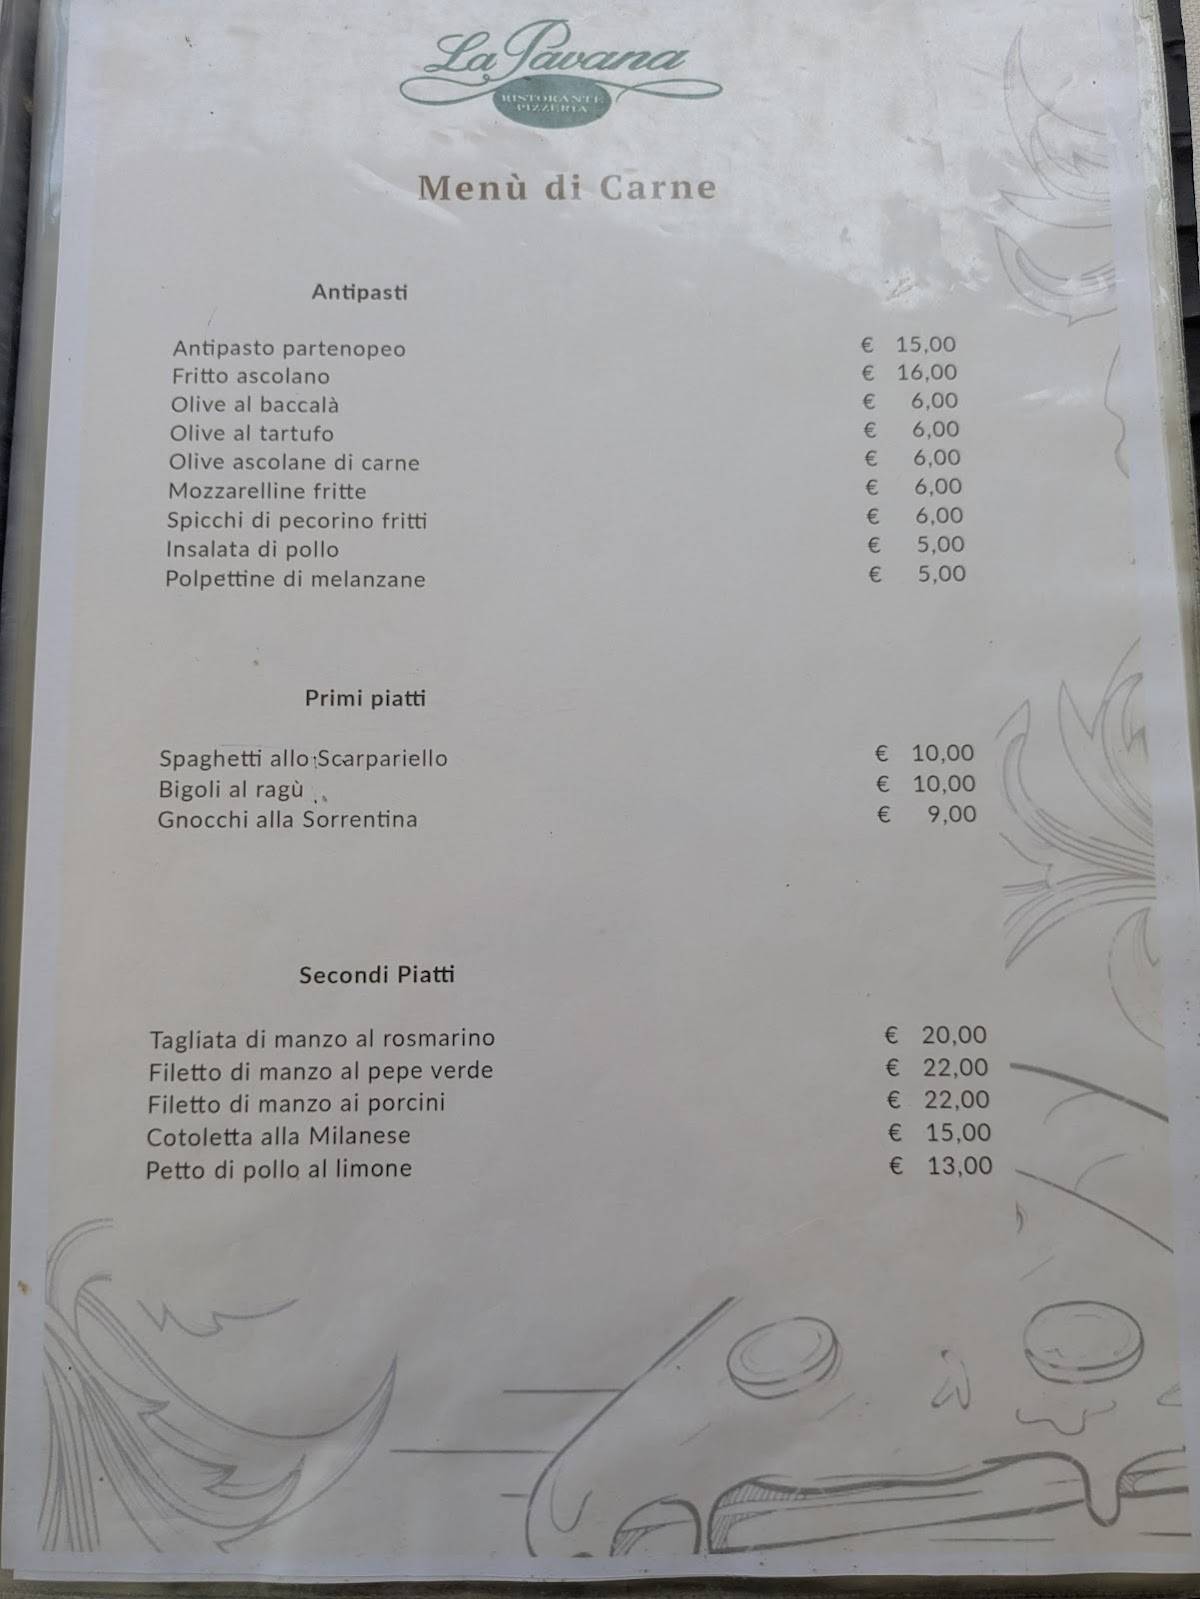 La Pavana
RISTORANTE
PIZZERIA
Menù di Carne
Antipasti
Antipasto partenopeo € 15,00
Fritto ascolano € 16,00
Olive al baccalà € 6,00
Olive al tartufo € 6,00
Olive ascolane di carne € 6,00
Mozzarelline fritte € 6,00
Spicchi di pecorino fritti € 6,00
Insalata di pollo € 5,00
Polpettine di melanzane € 5,00
Primi piatti
Spaghetti allo Scarpariello € 10,00
Bigoli al ragù € 10,00
Gnocchi alla Sorrentina € 9,00
Secondi Piatti
Tagliata di manzo al rosmarino € 20,00
Filetto di manzo al pepe verde € 22,00
Filetto di manzo ai porcini € 22,00
Cotoletta alla Milanese € 15,00
Petto di pollo al limone € 13,00